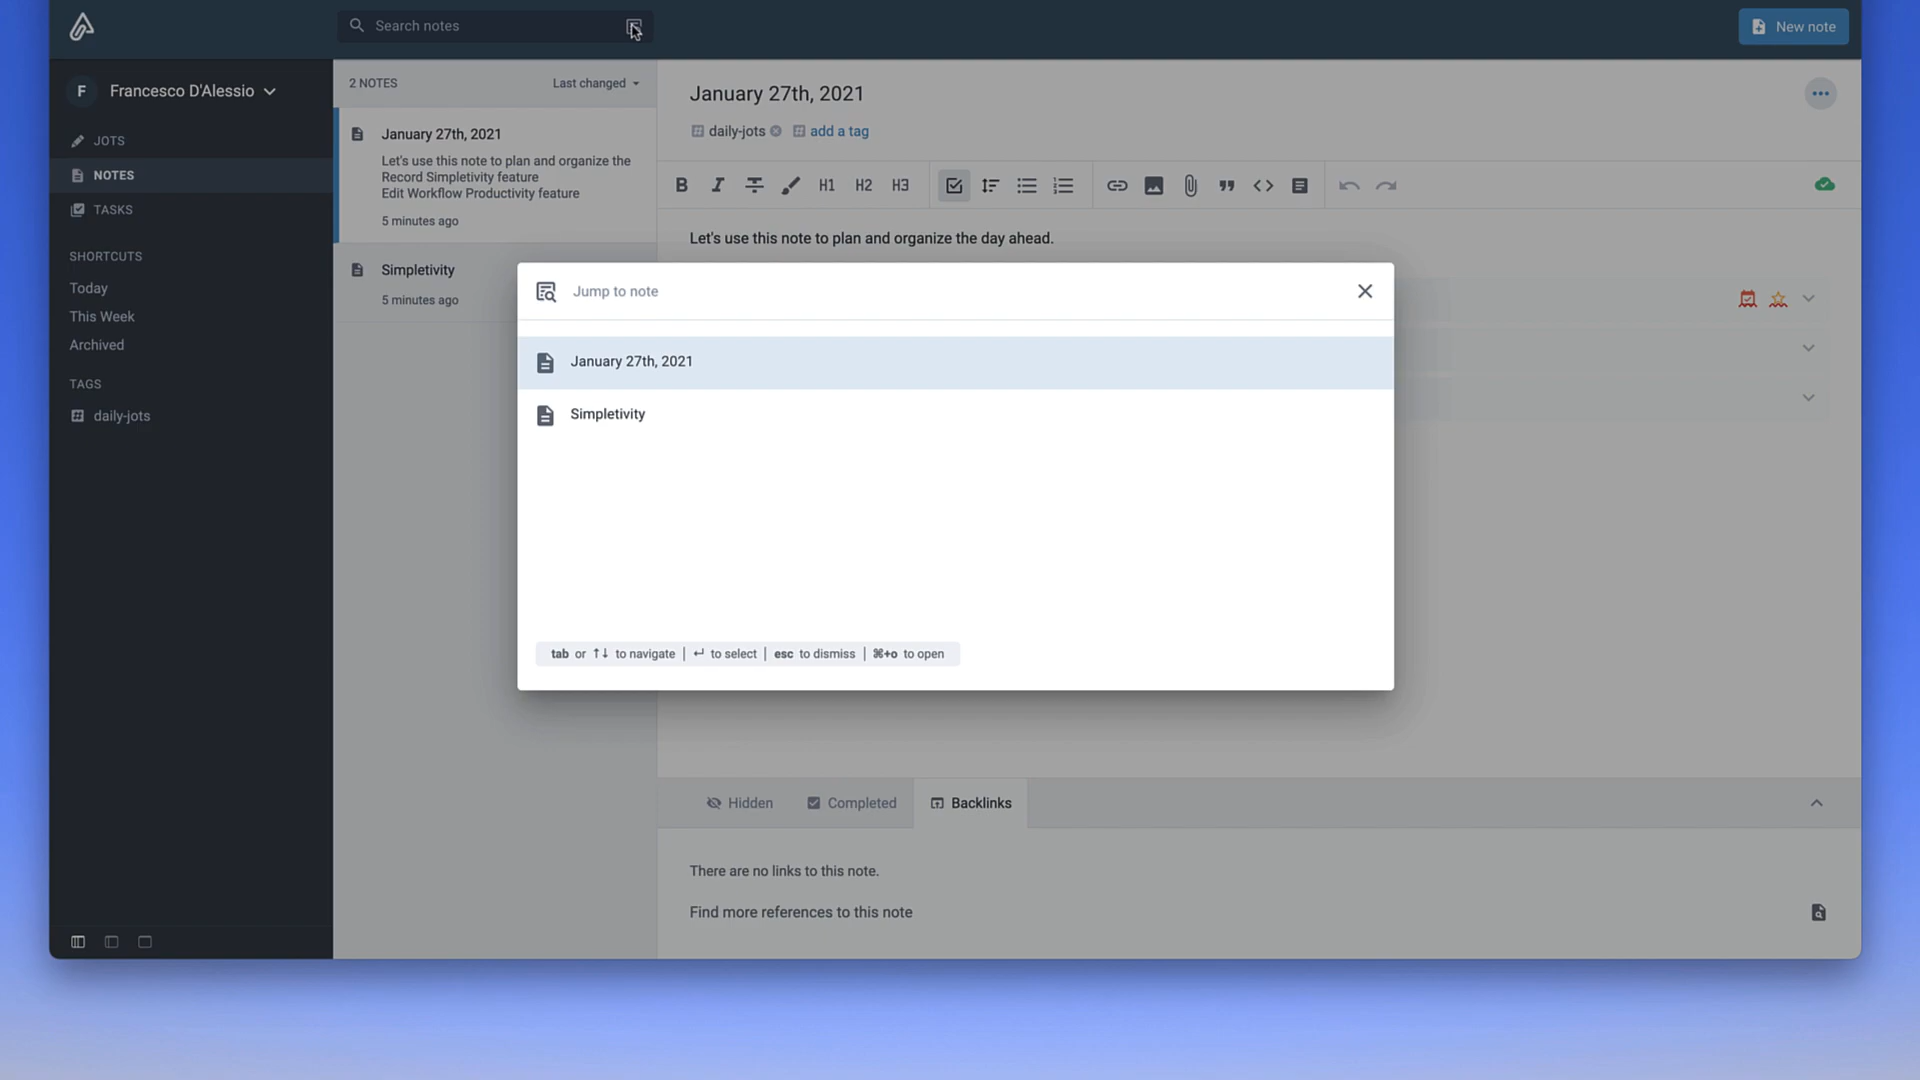 Search notes
New note
F Francesco D'Alessio
JOTS
NOTES
TASKS
SHORTCUTS
Today
This Week
Archived
TAGS
daily-jots
2 NOTES Last changed
January 27th, 2021
Let's use this note to plan and organize the
Record Simpletivity feature
Edit Workflow Productivity feature
5 minutes ago
Simpletivity
5 minutes ago
January 27th, 2021
daily-jots add a tag
B I H1 H2 H3
Let's use this note to plan and organize the day ahead.
Jump to note
January 27th, 2021
Simpletivity
tab or ↑↓ to navigate | ↵ to select | esc to dismiss | ⌘+o to open
Hidden Completed Backlinks
There are no links to this note.
Find more references to this note